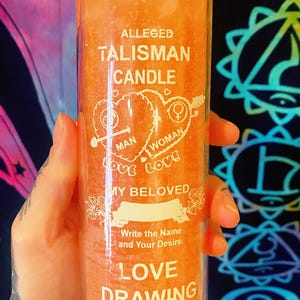 ALLEGED
TALISMAN
CANDLE
MAN
WOMAN
LOVE LOVE
MY BELOVED
Write the Name
and Your Desire.
LOVE
DRAWING